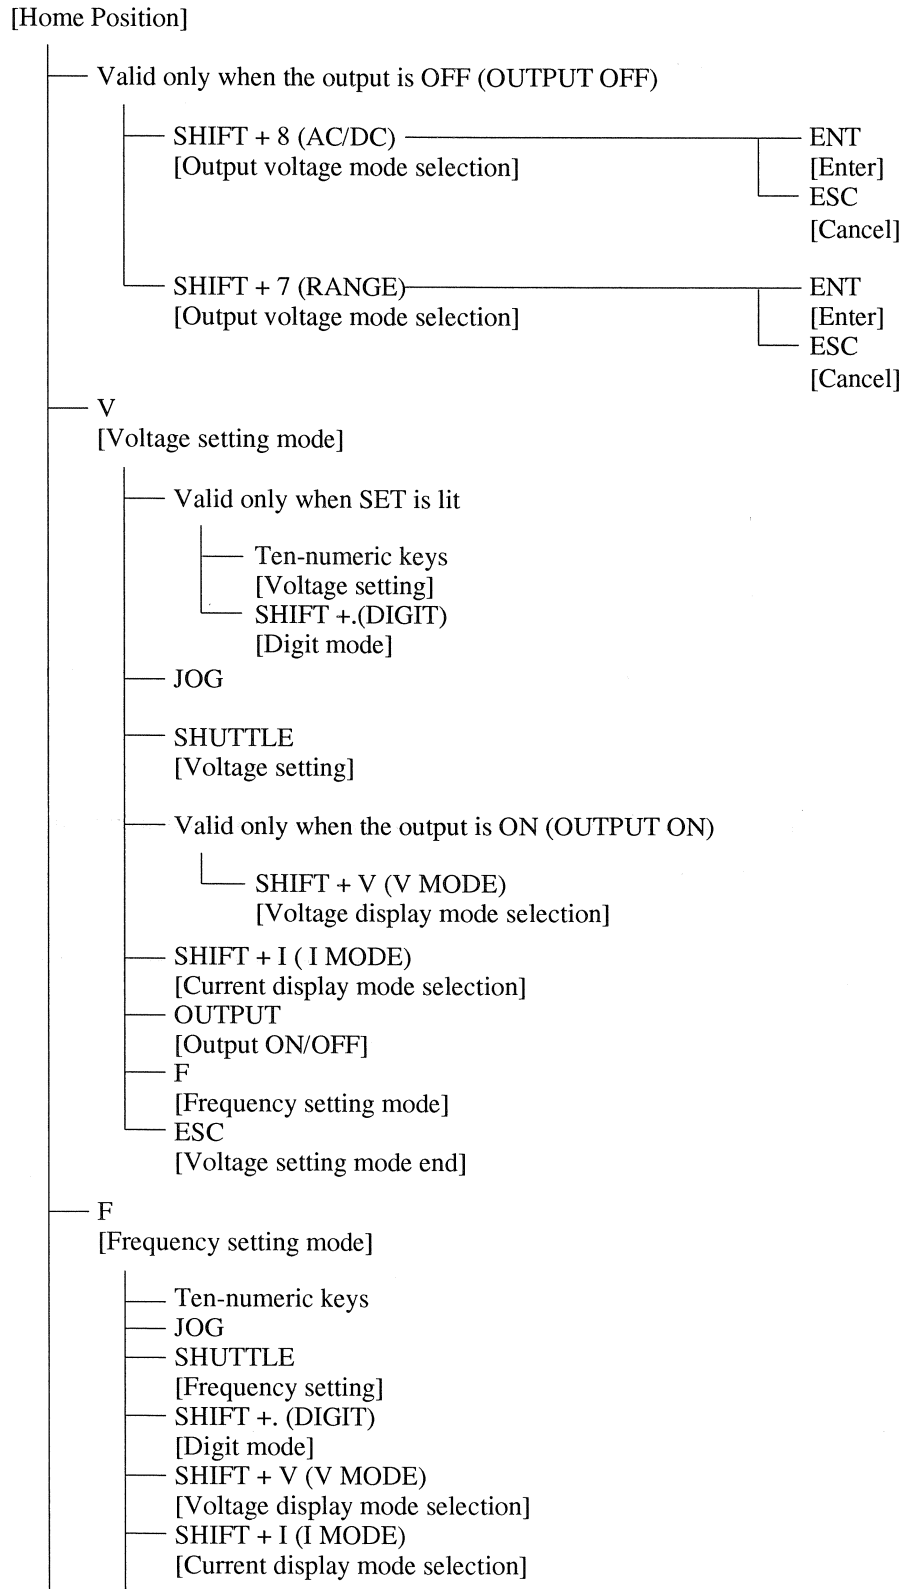 [Home Position]
Valid only when the output is OFF (OUTPUT OFF)
SHIFT + 8 (AC/DC)
[Output voltage mode selection]
ENT
[Enter]
ESC
[Cancel]
SHIFT + 7 (RANGE)
[Output voltage mode selection]
ENT
[Enter]
ESC
[Cancel]
V
[Voltage setting mode]
Valid only when SET is lit
Ten-numeric keys
[Voltage setting]
SHIFT +.(DIGIT)
[Digit mode]
JOG
SHUTTLE
[Voltage setting]
Valid only when the output is ON (OUTPUT ON)
SHIFT + V (V MODE)
[Voltage display mode selection]
SHIFT + I ( I MODE)
[Current display mode selection]
OUTPUT
[Output ON/OFF]
F
[Frequency setting mode]
ESC
[Voltage setting mode end]
F
[Frequency setting mode]
Ten-numeric keys
JOG
SHUTTLE
[Frequency setting]
SHIFT +. (DIGIT)
[Digit mode]
SHIFT + V (V MODE)
[Voltage display mode selection]
SHIFT + I (I MODE)
[Current display mode selection]